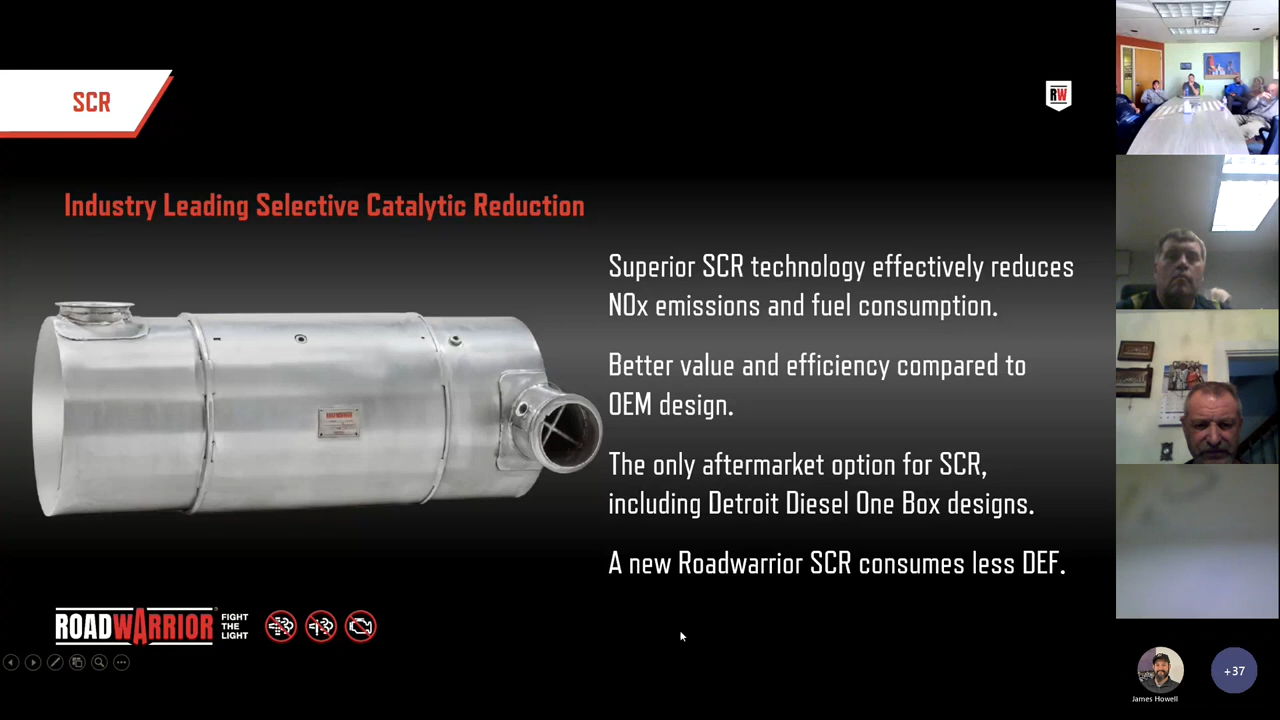 SCR
RW
Industry Leading Selective Catalytic Reduction
Superior SCR technology effectively reduces
NOx emissions and fuel consumption.
Better value and efficiency compared to
OEM design.
The only aftermarket option for SCR,
including Detroit Diesel One Box designs.
A new Roadwarrior SCR consumes less DEF.
ROADWARRIOR
ROADWARRIOR
FIGHT
THE
LIGHT
James Howell
+37